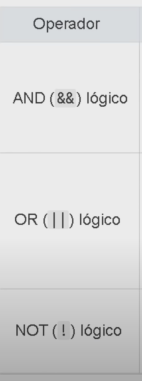 Operador
AND (&&) lógico
OR (||) lógico
NOT (!) lógico